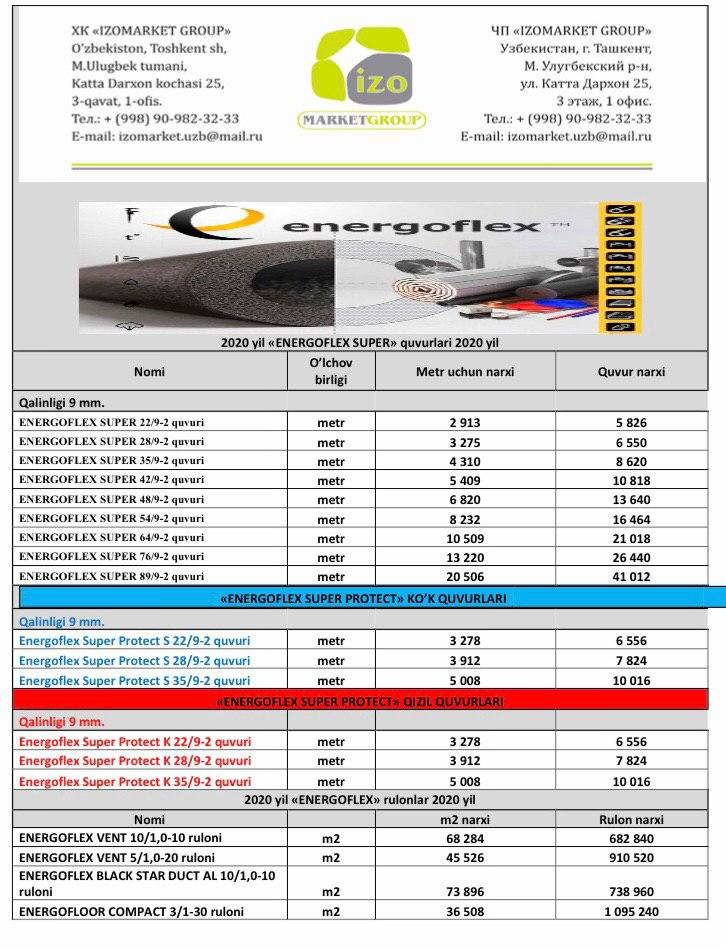 ХК «IZOMARKET GROUP»
O'zbekiston, Toshkent sh,
M.Ulugbek tumani,
Katta Darxon kochasi 25,
3-qavat, 1-ofis.
Тел.: + (998) 90-982-32-33
E-mail: izomarket.uzb@mail.ru
izo
MARKETGROUP
ЧП «IZOMARKET GROUP»
Узбекистан, г. Ташкент,
М. Улугбекский р-н,
ул. Катта Дархон 25,
3 этаж, 1 офис.
Тел.: + (998) 90-982-32-33
E-mail: izomarket.uzb@mail.ru
energoflex™
2020 yil «ENERGOFLEX SUPER» quvurlari 2020 yil
Nomi O'lchov birligi Metr uchun narxi Quvur narxi
Qalinligi 9 mm.
ENERGOFLEX SUPER 22/9-2 quvuri metr 2 913 5 826
ENERGOFLEX SUPER 28/9-2 quvuri metr 3 275 6 550
ENERGOFLEX SUPER 35/9-2 quvuri metr 4 310 8 620
ENERGOFLEX SUPER 42/9-2 quvuri metr 5 409 10 818
ENERGOFLEX SUPER 48/9-2 quvuri metr 6 820 13 640
ENERGOFLEX SUPER 54/9-2 quvuri metr 8 232 16 464
ENERGOFLEX SUPER 64/9-2 quvuri metr 10 509 21 018
ENERGOFLEX SUPER 76/9-2 quvuri metr 13 220 26 440
ENERGOFLEX SUPER 89/9-2 quvuri metr 20 506 41 012
«ENERGOFLEX SUPER PROTECT» KO'K QUVURLARI
Qalinligi 9 mm.
Energoflex Super Protect S 22/9-2 quvuri metr 3 278 6 556
Energoflex Super Protect S 28/9-2 quvuri metr 3 912 7 824
Energoflex Super Protect S 35/9-2 quvuri metr 5 008 10 016
«ENERGOFLEX SUPER PROTECT» QIZIL QUVURLARI
Qalinligi 9 mm.
Energoflex Super Protect K 22/9-2 quvuri metr 3 278 6 556
Energoflex Super Protect K 28/9-2 quvuri metr 3 912 7 824
Energoflex Super Protect K 35/9-2 quvuri metr 5 008 10 016
2020 yil «ENERGOFLEX» rulonlar 2020 yil
Nomi m2 narxi Rulon narxi
ENERGOFLEX VENT 10/1,0-10 ruloni m2 68 284 682 840
ENERGOFLEX VENT 5/1,0-20 ruloni m2 45 526 910 520
ENERGOFLEX BLACK STAR DUCT AL 10/1,0-10
ruloni m2 73 896 738 960
ENERGOFLOOR COMPACT 3/1-30 ruloni m2 36 508 1 095 240